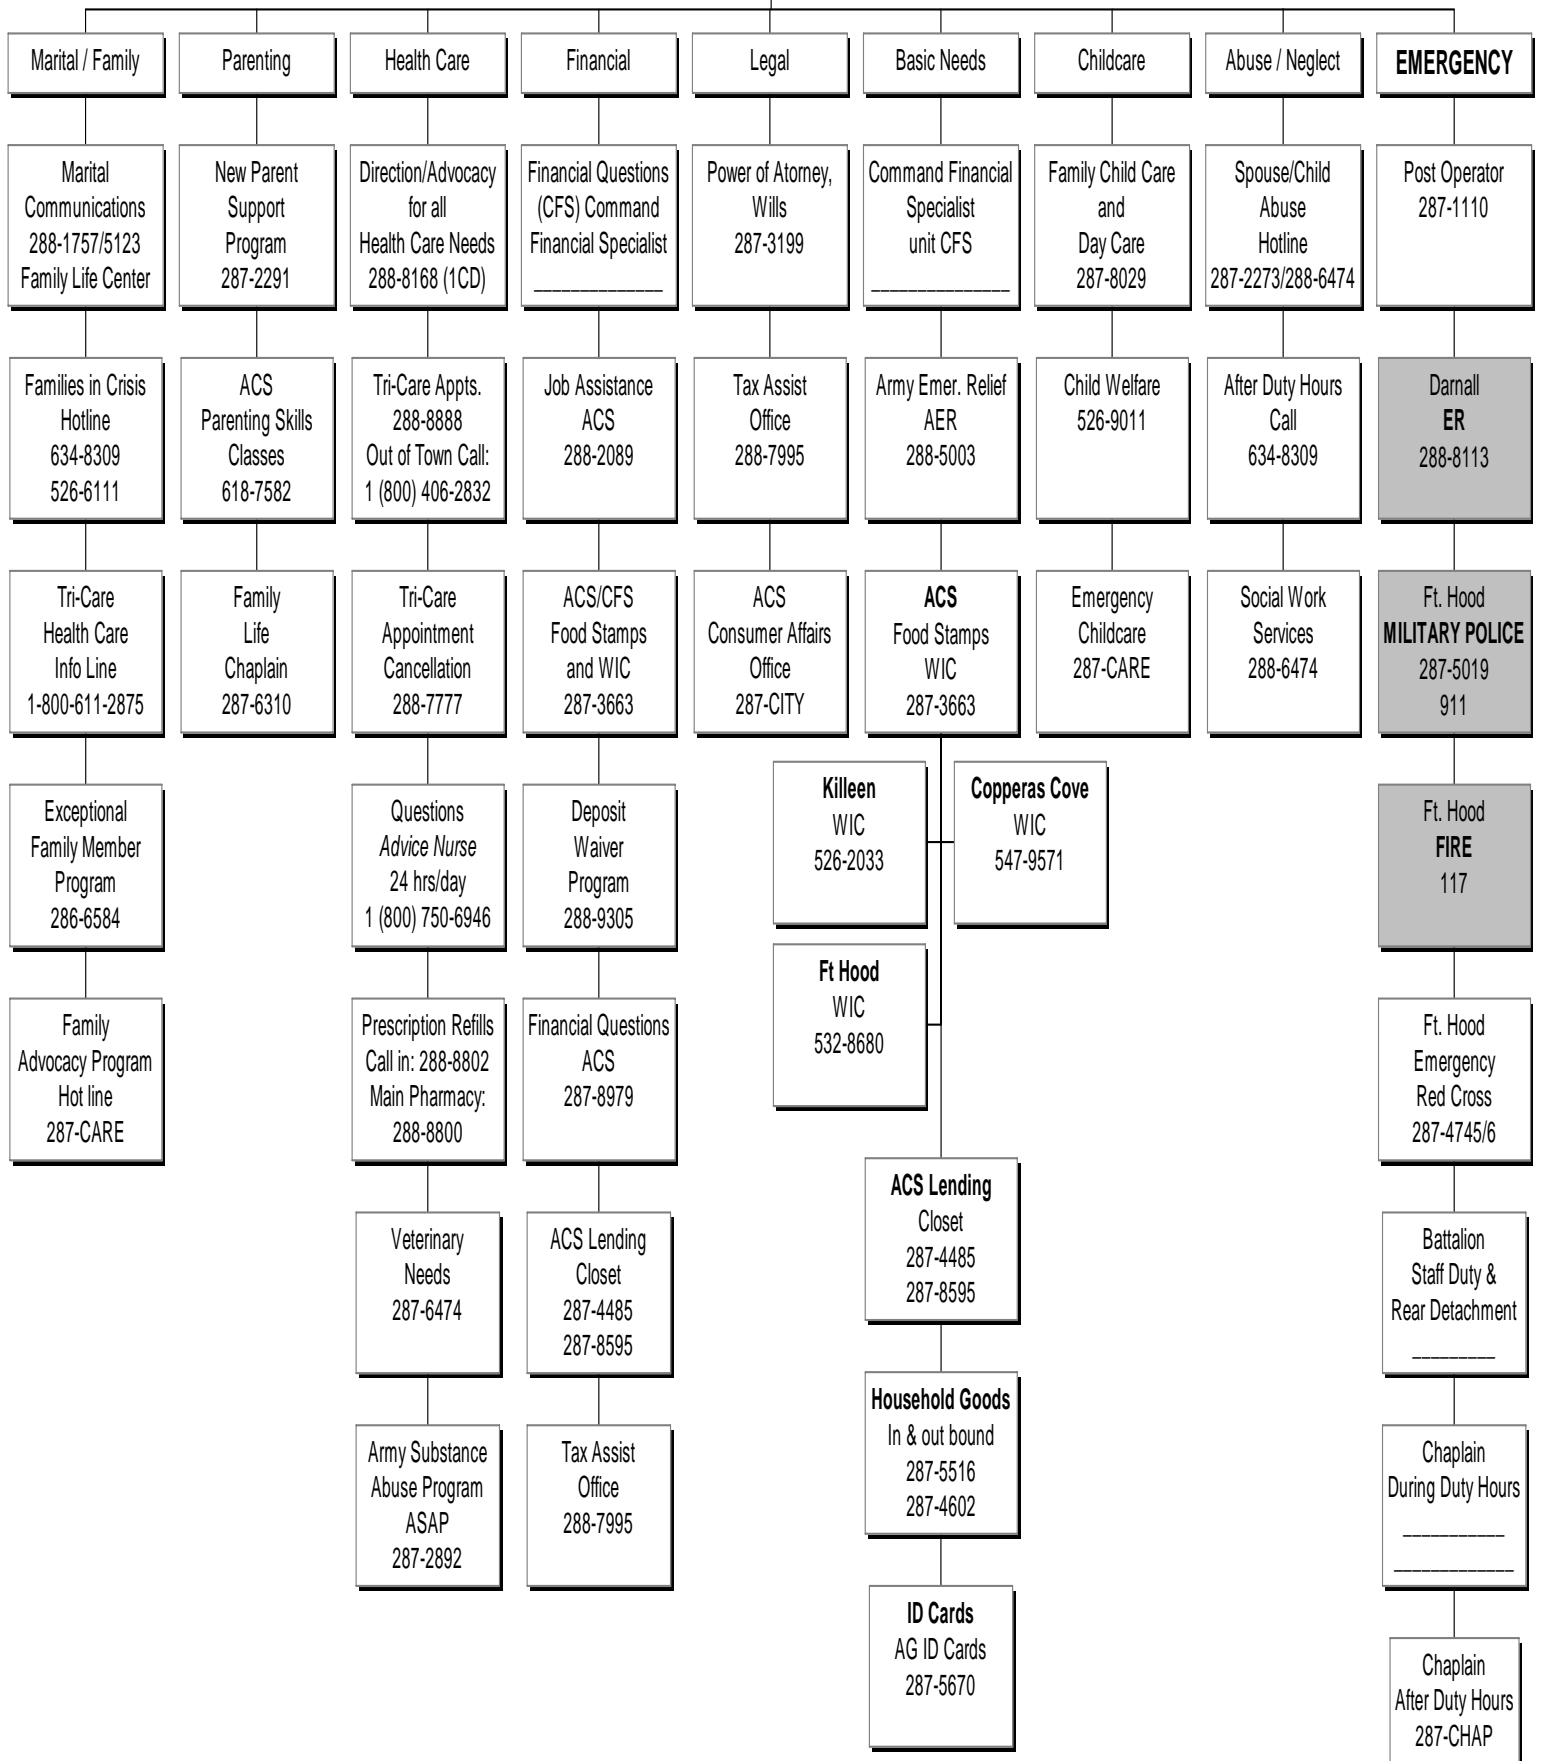 Marital / Family
Parenting
Health Care
Financial
Legal
Basic Needs
Childcare
Abuse / Neglect
EMERGENCY
Marital
Communications
288-1757/5123
Family Life Center
New Parent
Support
Program
287-2291
Direction/Advocacy
for all
Health Care Needs
288-8168 (1CD)
Financial Questions
(CFS) Command
Financial Specialist
______________
Power of Atorney,
Wills
287-3199
Command Financial
Specialist
unit CFS
_______________
Family Child Care
and
Day Care
287-8029
Spouse/Child
Abuse
Hotline
287-2273/288-6474
Post Operator
287-1110
Families in Crisis
Hotline
634-8309
526-6111
ACS
Parenting Skills
Classes
618-7582
Tri-Care Appts.
288-8888
Out of Town Call:
1 (800) 406-2832
Job Assistance
ACS
288-2089
Tax Assist
Office
288-7995
Army Emer. Relief
AER
288-5003
Child Welfare
526-9011
After Duty Hours
Call
634-8309
Darnall
ER
288-8113
Tri-Care
Health Care
Info Line
1-800-611-2875
Family
Life
Chaplain
287-6310
Tri-Care
Appointment
Cancellation
288-7777
ACS/CFS
Food Stamps
and WIC
287-3663
ACS
Consumer Affairs
Office
287-CITY
ACS
Food Stamps
WIC
287-3663
Emergency
Childcare
287-CARE
Social Work
Services
288-6474
Ft. Hood
MILITARY POLICE
287-5019
911
Exceptional
Family Member
Program
286-6584
Questions
Advice Nurse
24 hrs/day
1 (800) 750-6946
Deposit
Waiver
Program
288-9305
Killeen
WIC
526-2033
Copperas Cove
WIC
547-9571
Ft. Hood
FIRE
117
Ft Hood
WIC
532-8680
Family
Advocacy Program
Hot line
287-CARE
Prescription Refills
Call in: 288-8802
Main Pharmacy:
288-8800
Financial Questions
ACS
287-8979
Ft. Hood
Emergency
Red Cross
287-4745/6
Veterinary
Needs
287-6474
ACS Lending
Closet
287-4485
287-8595
ACS Lending
Closet
287-4485
287-8595
Battalion
Staff Duty &
Rear Detachment
_________
Army Substance
Abuse Program
ASAP
287-2892
Tax Assist
Office
288-7995
Household Goods
In & out bound
287-5516
287-4602
Chaplain
During Duty Hours
___________
_____________
ID Cards
AG ID Cards
287-5670
Chaplain
After Duty Hours
287-CHAP